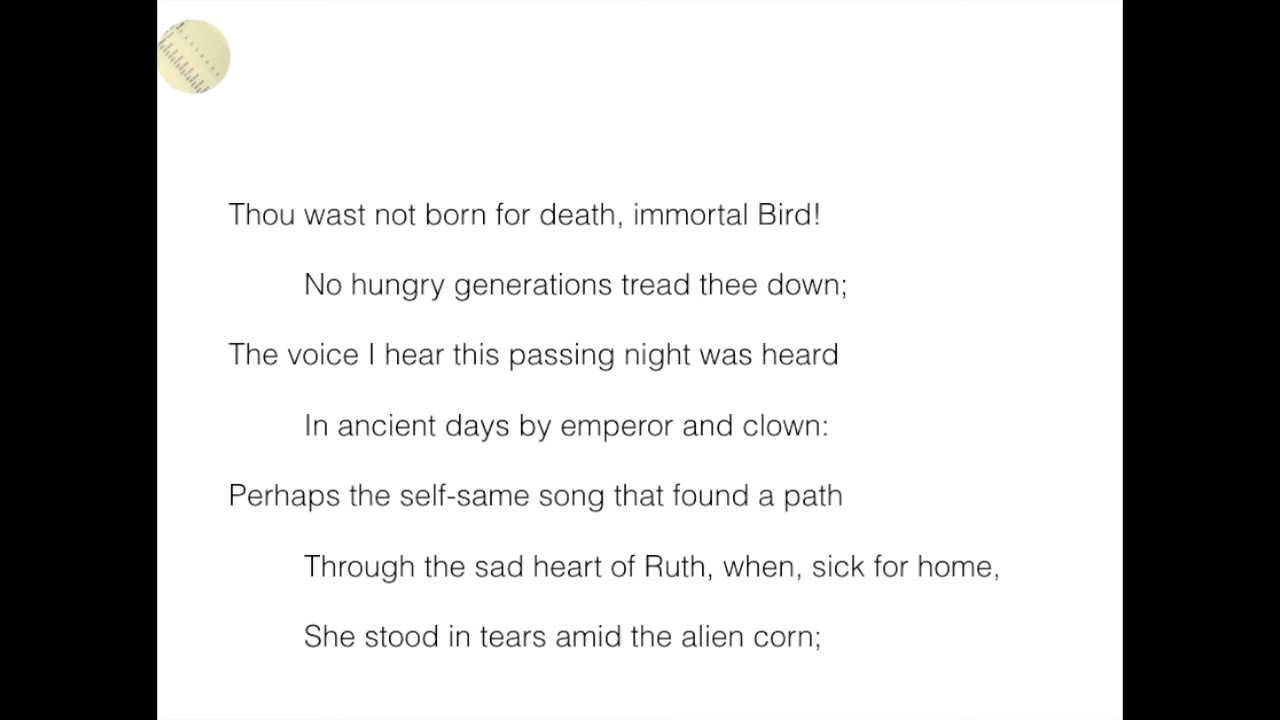 Thou wast not born for death, immortal Bird!
No hungry generations tread thee down;
The voice I hear this passing night was heard
In ancient days by emperor and clown:
Perhaps the self-same song that found a path
Through the sad heart of Ruth, when, sick for home,
She stood in tears amid the alien corn;